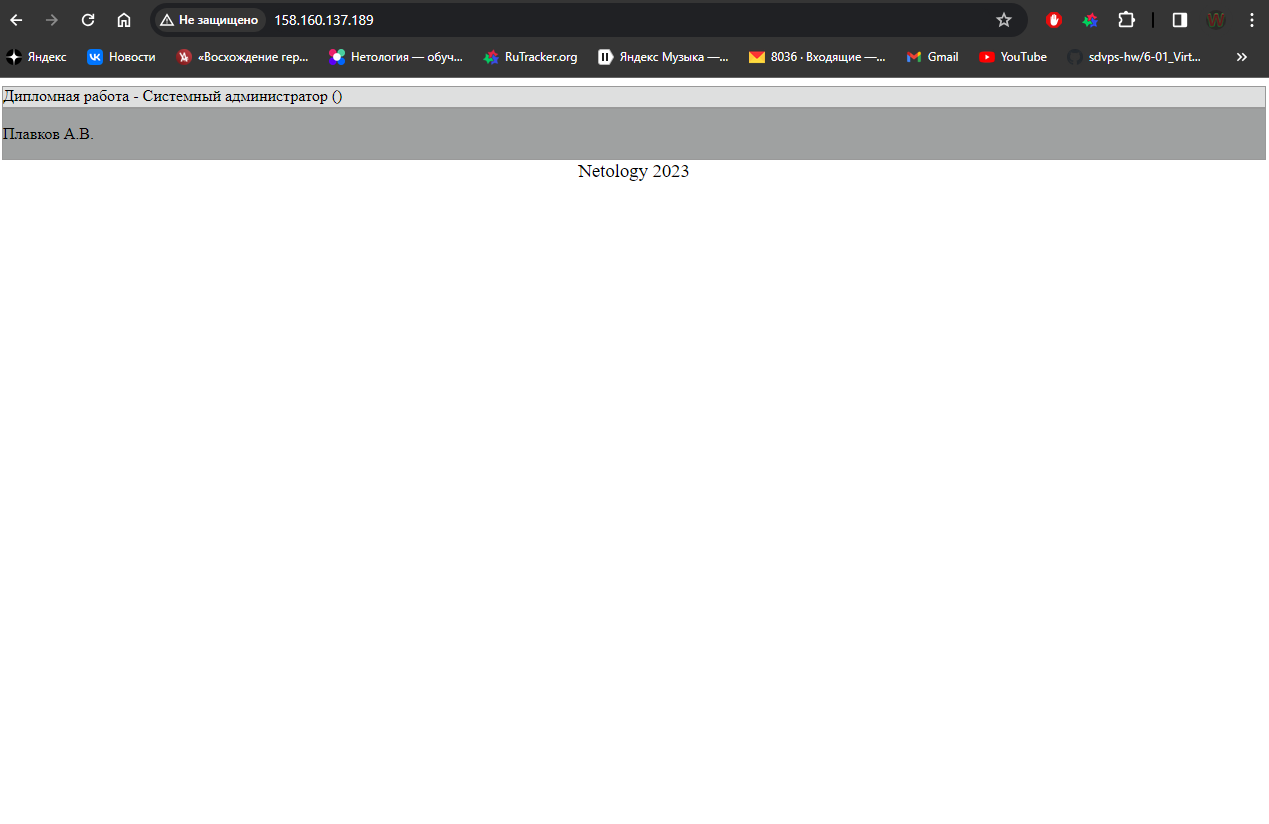 Не защищено 158.160.137.189
Яндекс Новости «Восхождение гер... Нетология — обуч... RuTracker.org Яндекс Музыка —... 8036 · Входящие —... Gmail YouTube sdvps-hw/6-01_Virt... »
Дипломная работа - Системный администратор ()
Плавков А.В.
Netology 2023